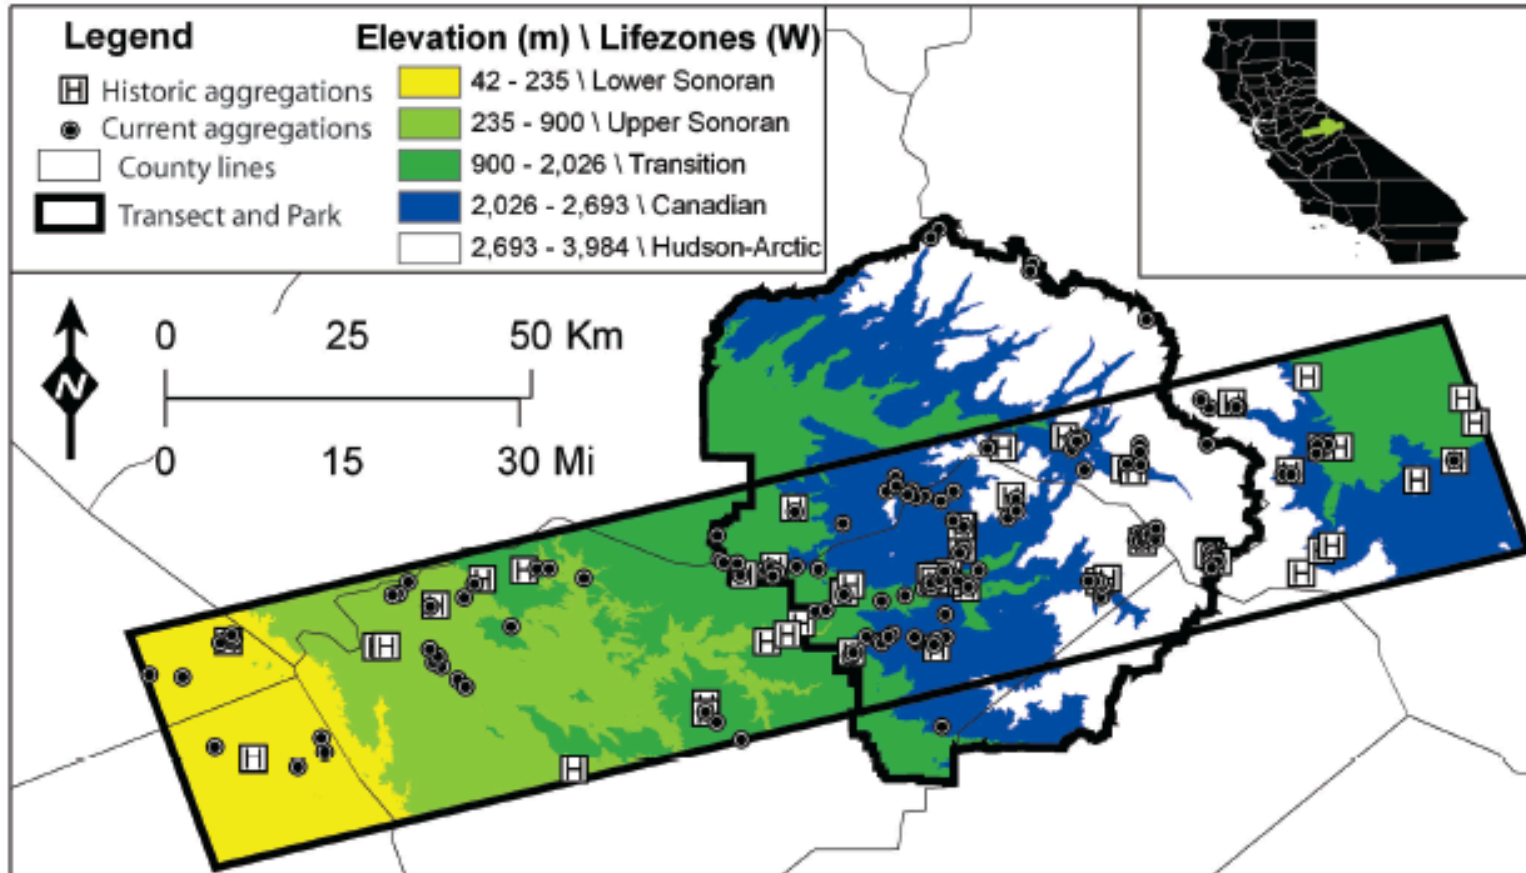 Legend
Historic aggregations
Current aggregations
County lines
Transect and Park
Elevation (m) \ Lifezones (W)
42 - 235 \ Lower Sonoran
235 - 900 \ Upper Sonoran
900 - 2,026 \ Transition
2,026 - 2,693 \ Canadian
2,693 - 3,984 \ Hudson-Arctic
N
0 25 50 Km
0 15 30 Mi